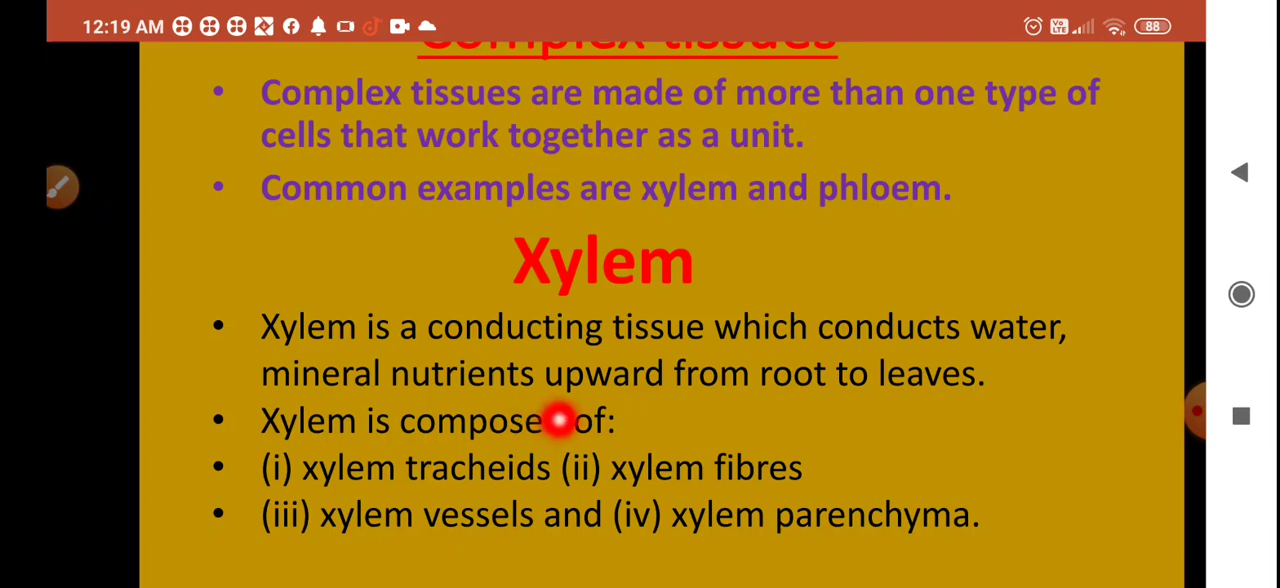 12:19 AM
88
Complex tissues
• Complex tissues are made of more than one type of
cells that work together as a unit.
• Common examples are xylem and phloem.
Xylem
• Xylem is a conducting tissue which conducts water,
mineral nutrients upward from root to leaves.
• Xylem is compose of:
• (i) xylem tracheids (ii) xylem fibres
• (iii) xylem vessels and (iv) xylem parenchyma.